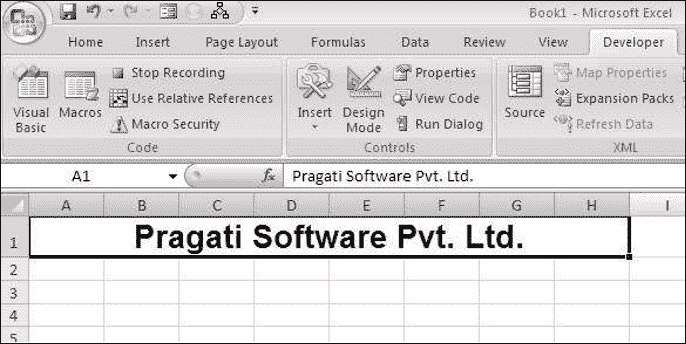 Book1 - Microsoft Excel
Home Insert Page Layout Formulas Data Review View Developer
Visual Basic
Macros
Stop Recording
Use Relative References
Macro Security
Code
Insert
Design Mode
Properties
View Code
Run Dialog
Controls
Source
Map Properties
Expansion Packs
Refresh Data
XML
A1 fx Pragati Software Pvt. Ltd.
A B C D E F G H I
1 Pragati Software Pvt. Ltd.
2
3
4
5